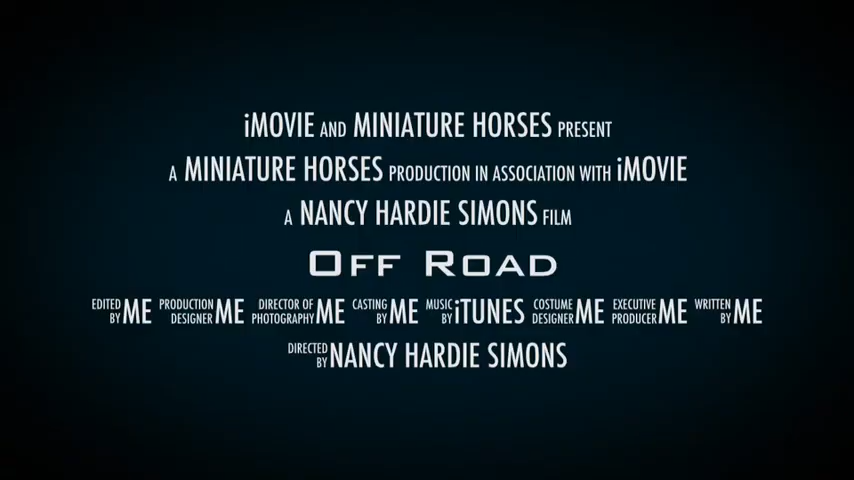 iMOVIE AND MINIATURE HORSES PRESENT
A MINIATURE HORSES PRODUCTION IN ASSOCIATION WITH iMOVIE
A NANCY HARDIE SIMONS FILM
OFF ROAD
EDITED BY ME PRODUCTION DESIGNER ME DIRECTOR OF PHOTOGRAPHY ME CASTING BY ME MUSIC BY iTUNES COSTUME DESIGNER ME EXECUTIVE PRODUCER ME WRITTEN BY ME
DIRECTED BY NANCY HARDIE SIMONS